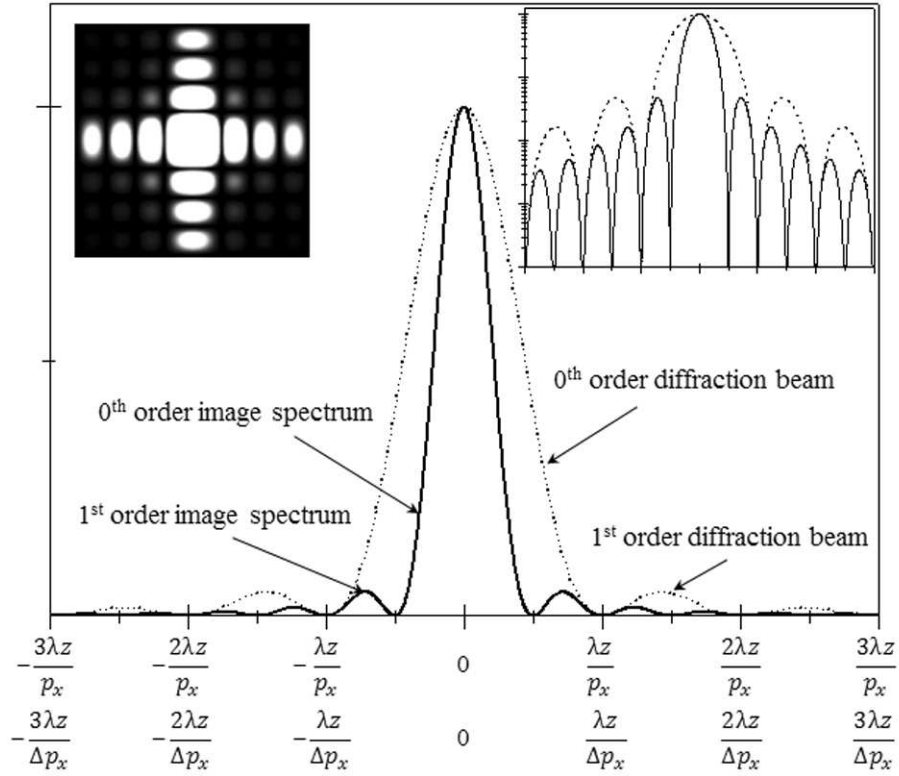 0th order diffraction beam
0th order image spectrum
1st order image spectrum
1st order diffraction beam
−3λz/pₓ −2λz/pₓ −λz/pₓ 0 λz/pₓ 2λz/pₓ 3λz/pₓ
−3λz/Δpₓ −2λz/Δpₓ −λz/Δpₓ 0 λz/Δpₓ 2λz/Δpₓ 3λz/Δpₓ